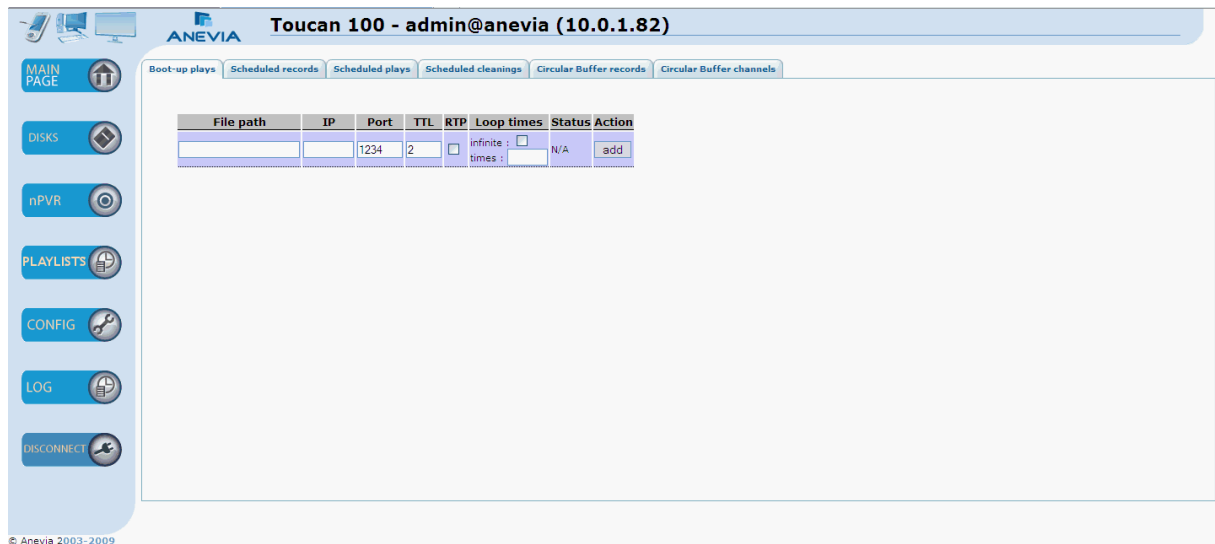 ANEVIA
Toucan 100 - admin@anevia (10.0.1.82)
MAIN PAGE
DISKS
nPVR
PLAYLISTS
CONFIG
LOG
DISCONNECT
Boot-up plays Scheduled records Scheduled plays Scheduled cleanings Circular Buffer records Circular Buffer channels
File path IP Port TTL RTP Loop times Status Action
1234 2 infinite : times : N/A add
© Anevia 2003-2009